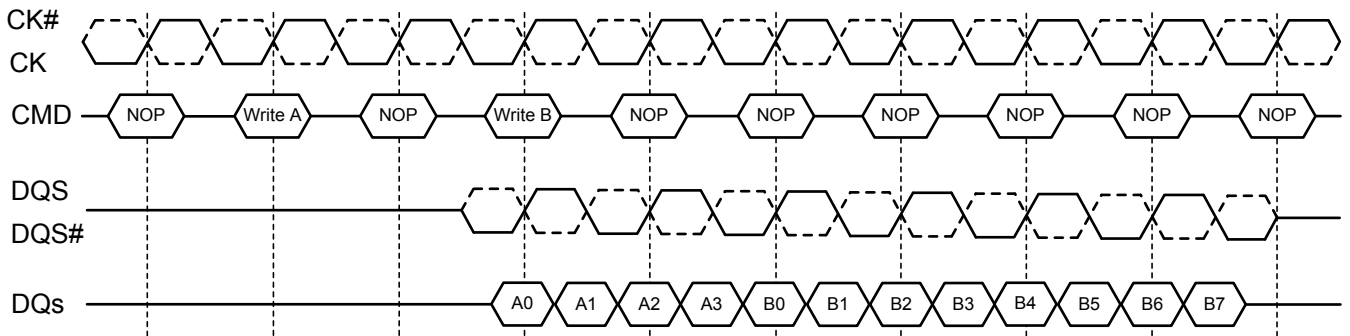 CK#
CK
CMD NOP Write A NOP Write B NOP NOP NOP NOP NOP NOP
DQS
DQS#
DQs A0 A1 A2 A3 B0 B1 B2 B3 B4 B5 B6 B7